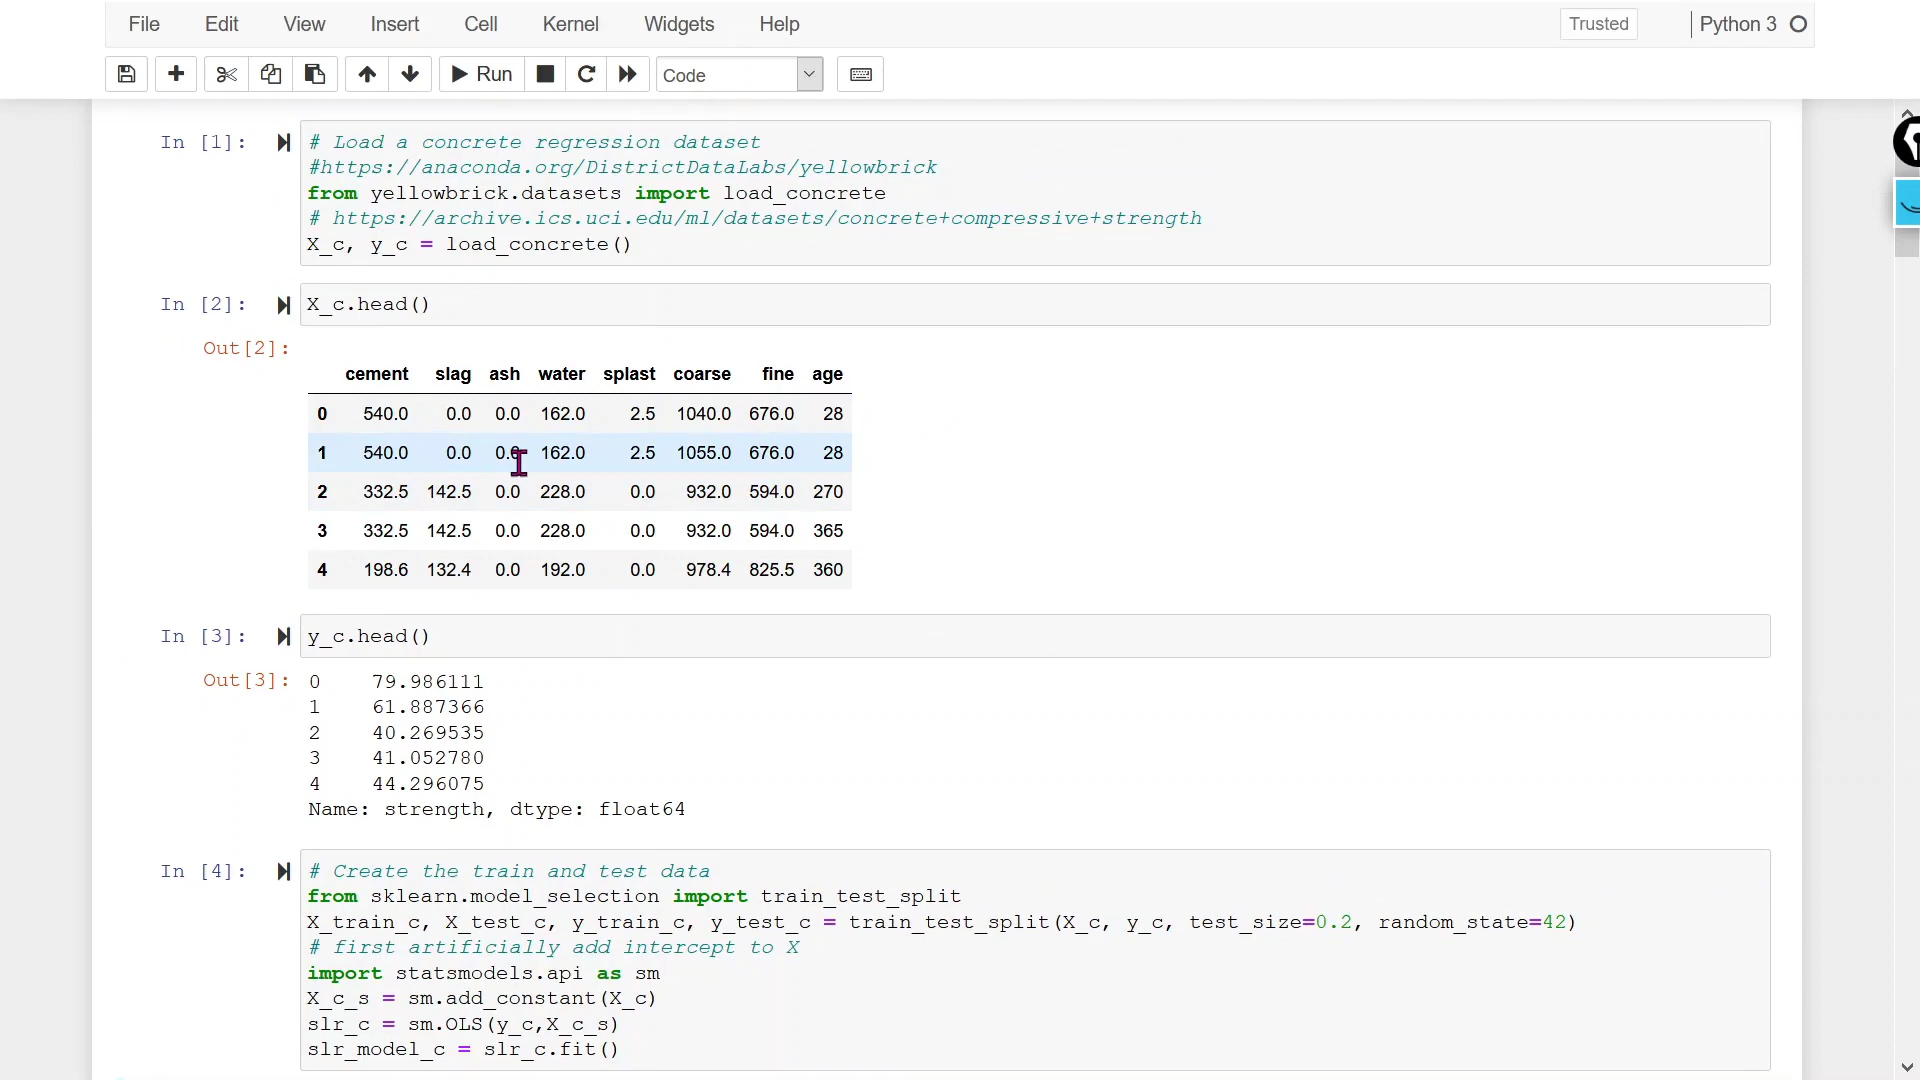 File Edit View Insert Cell Kernel Widgets Help Trusted Python 3
Run Code
In [1]: # Load a concrete regression dataset
#https://anaconda.org/DistrictDataLabs/yellowbrick
from yellowbrick.datasets import load_concrete
# https://archive.ics.uci.edu/ml/datasets/concrete+compressive+strength
X_c, y_c = load_concrete()
In [2]: X_c.head()
Out[2]:
cement slag ash water splast coarse fine age
0 540.0 0.0 0.0 162.0 2.5 1040.0 676.0 28
1 540.0 0.0 0.0 162.0 2.5 1055.0 676.0 28
2 332.5 142.5 0.0 228.0 0.0 932.0 594.0 270
3 332.5 142.5 0.0 228.0 0.0 932.0 594.0 365
4 198.6 132.4 0.0 192.0 0.0 978.4 825.5 360
In [3]: y_c.head()
Out[3]: 0 79.986111
1 61.887366
2 40.269535
3 41.052780
4 44.296075
Name: strength, dtype: float64
In [4]: # Create the train and test data
from sklearn.model_selection import train_test_split
X_train_c, X_test_c, y_train_c, y_test_c = train_test_split(X_c, y_c, test_size=0.2, random_state=42)
# first artificially add intercept to X
import statsmodels.api as sm
X_c_s = sm.add_constant(X_c)
slr_c = sm.OLS(y_c,X_c_s)
slr_model_c = slr_c.fit()